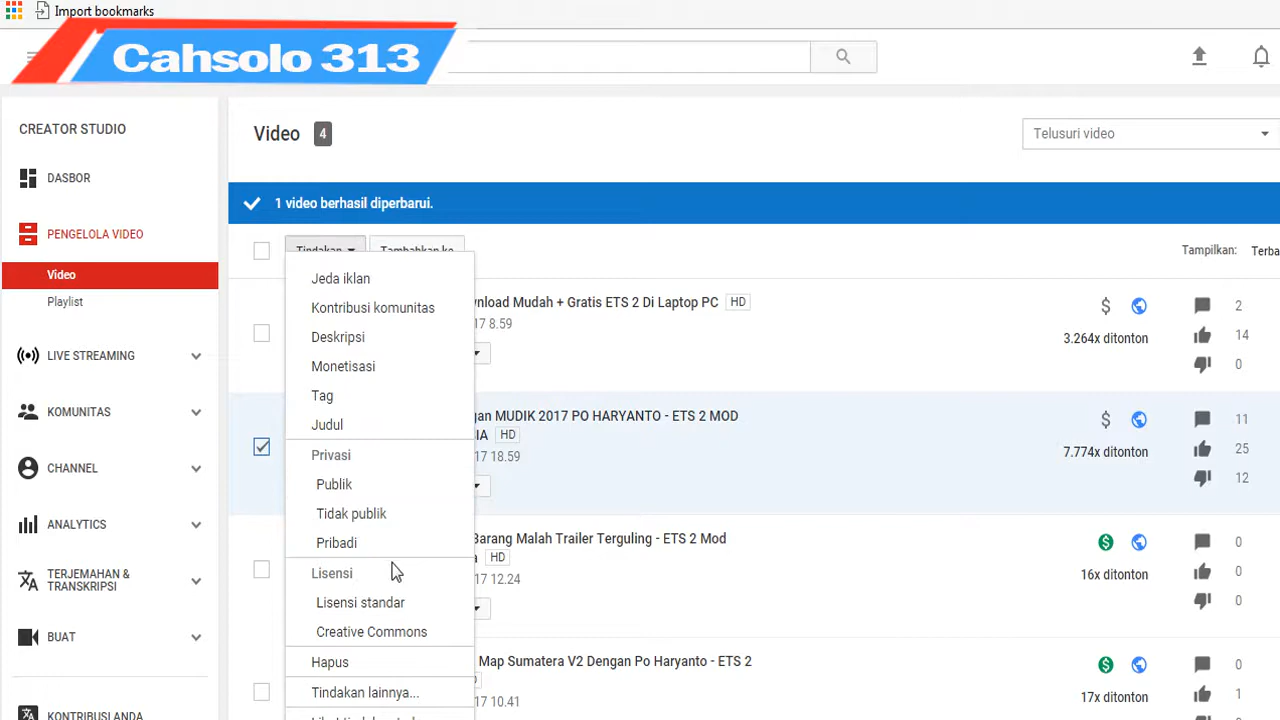 Import bookmarks
Cahsolo 313
CREATOR STUDIO
DASBOR
PENGELOLA VIDEO
Video
Playlist
LIVE STREAMING
KOMUNITAS
CHANNEL
ANALYTICS
TERJEMAHAN &
TRANSKRIPSI
BUAT
KONTRIBUSI ANDA
Video 4
Telusuri video
1 video berhasil diperbarui.
Tindakan
Tambahkan ke
Tampilkan:
Jeda iklan
Kontribusi komunitas
Deskripsi
Monetisasi
Tag
Judul
Privasi
Publik
Tidak publik
Pribadi
Lisensi
Lisensi standar
Creative Commons
Hapus
Tindakan lainnya...
Mudah + Gratis ETS 2 Di Laptop PC HD
17 8.59
$
3.264x ditonton
2
14
0
MUDIK 2017 PO HARYANTO - ETS 2 MOD
HD
17 18.59
$
7.774x ditonton
11
25
12
Barang Malah Trailer Terguling - ETS 2 Mod
HD
17 12.24
$
16x ditonton
0
0
0
Map Sumatera V2 Dengan Po Haryanto - ETS 2
17 10.41
$
17x ditonton
0
1